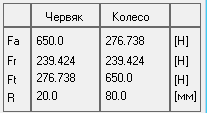 Червяк Колесо
Fa 650.0 276.738 [Н]
Fr 239.424 239.424 [Н]
Ft 276.738 650.0 [Н]
R 20.0 80.0 [мм]